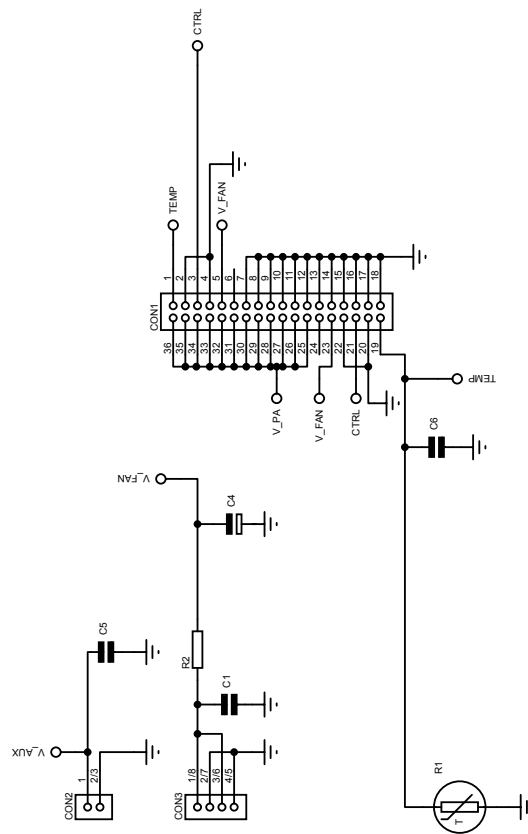 CTRL
TEMP
V_FAN
CON1
1
2
3
4
5
6
7
8
9
10
11
12
13
14
15
16
17
18
36
35
34
33
32
31
30
29
28
27
26
25
24
23
22
21
20
19
V_PA
V_FAN
CTRL
TEMP
C6
V_FAN
C4
R2
C1
C5
V_AUX
CON2
1
2/3
CON3
1/8
2/7
3/6
4/5
R1
T